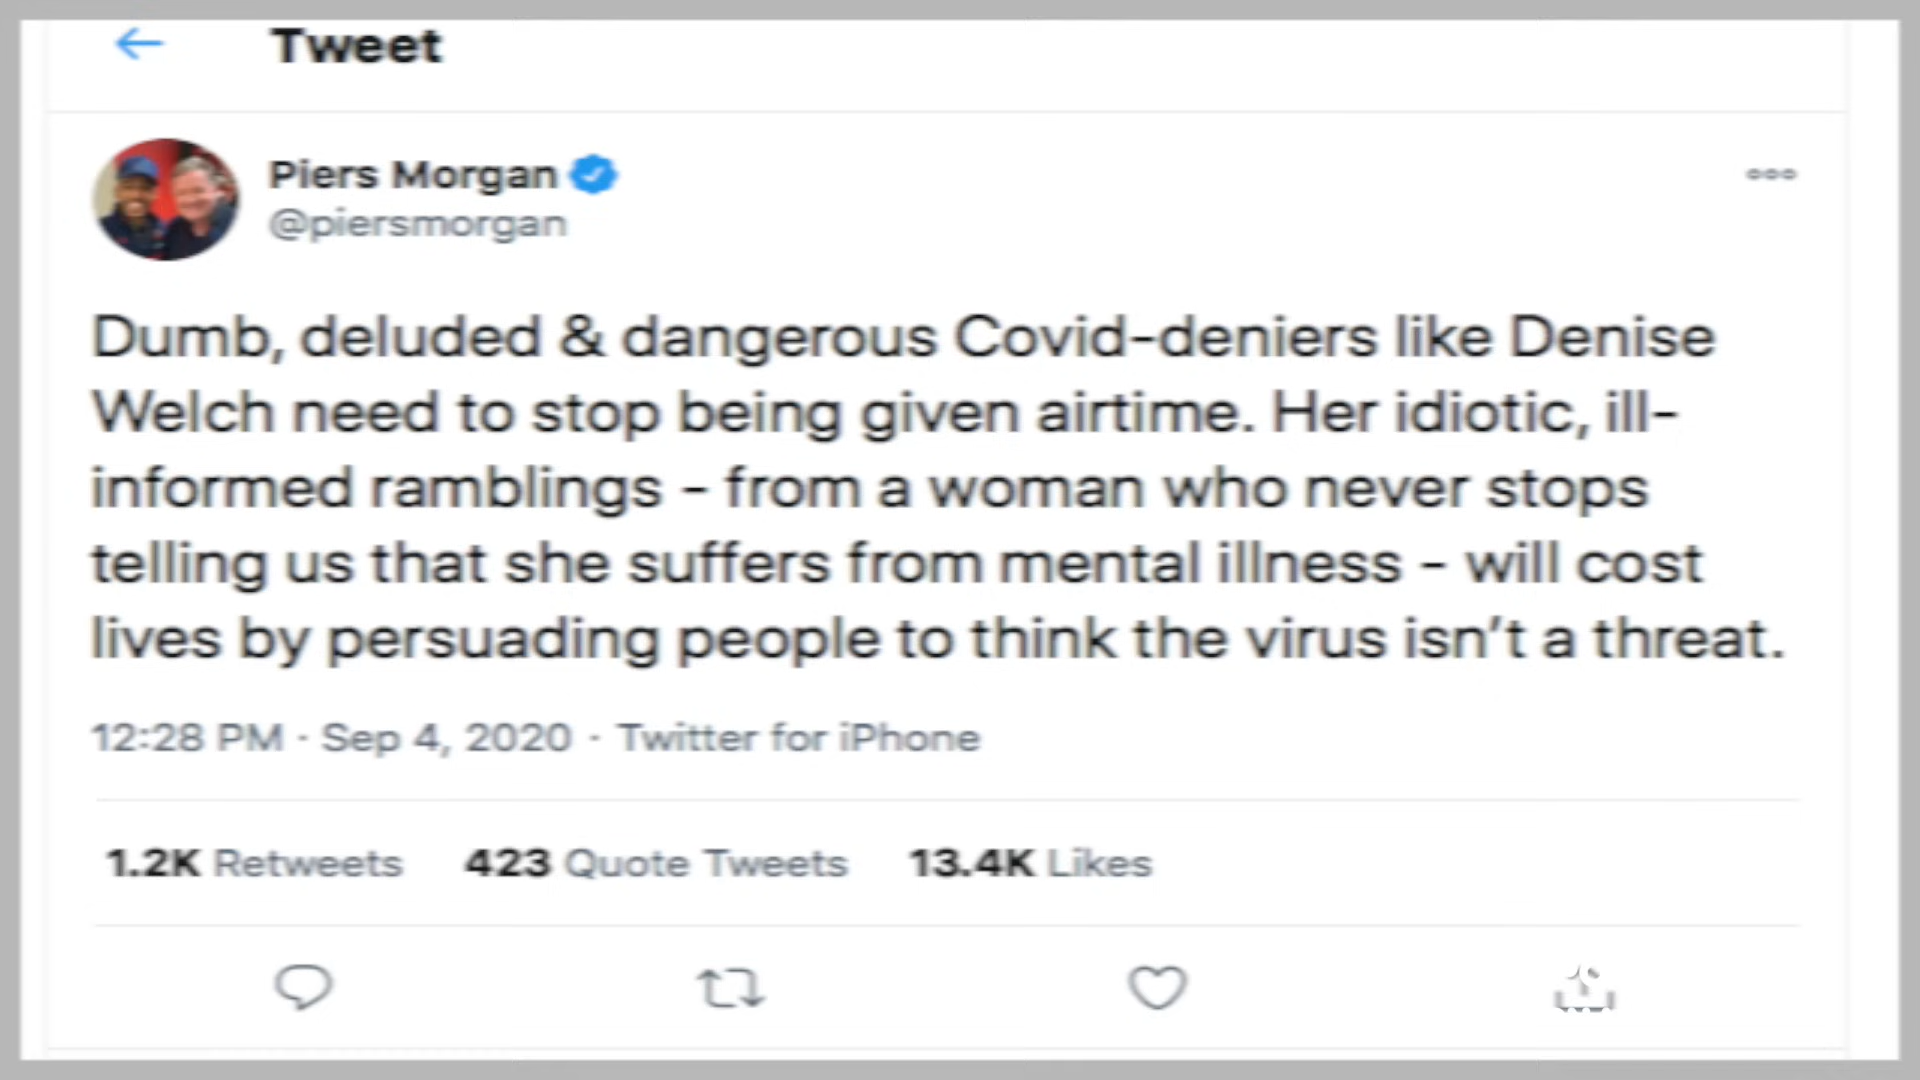 Tweet
Piers Morgan
@piersmorgan
Dumb, deluded & dangerous Covid-deniers like Denise
Welch need to stop being given airtime. Her idiotic, ill-
informed ramblings - from a woman who never stops
telling us that she suffers from mental illness - will cost
lives by persuading people to think the virus isn’t a threat.
12:28 PM · Sep 4, 2020 · Twitter for iPhone
1.2K Retweets 423 Quote Tweets 13.4K Likes